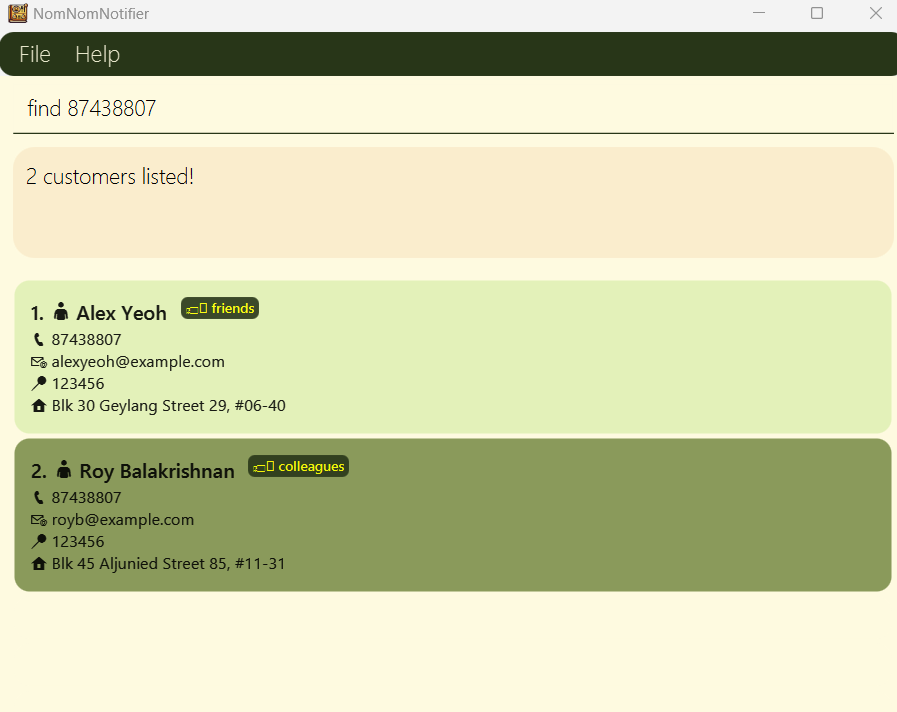 NomNomNotifier
File Help
find 87438807
2 customers listed!
1. Alex Yeoh friends
87438807
alexyeoh@example.com
123456
Blk 30 Geylang Street 29, #06-40
2. Roy Balakrishnan colleagues
87438807
royb@example.com
123456
Blk 45 Aljunied Street 85, #11-31